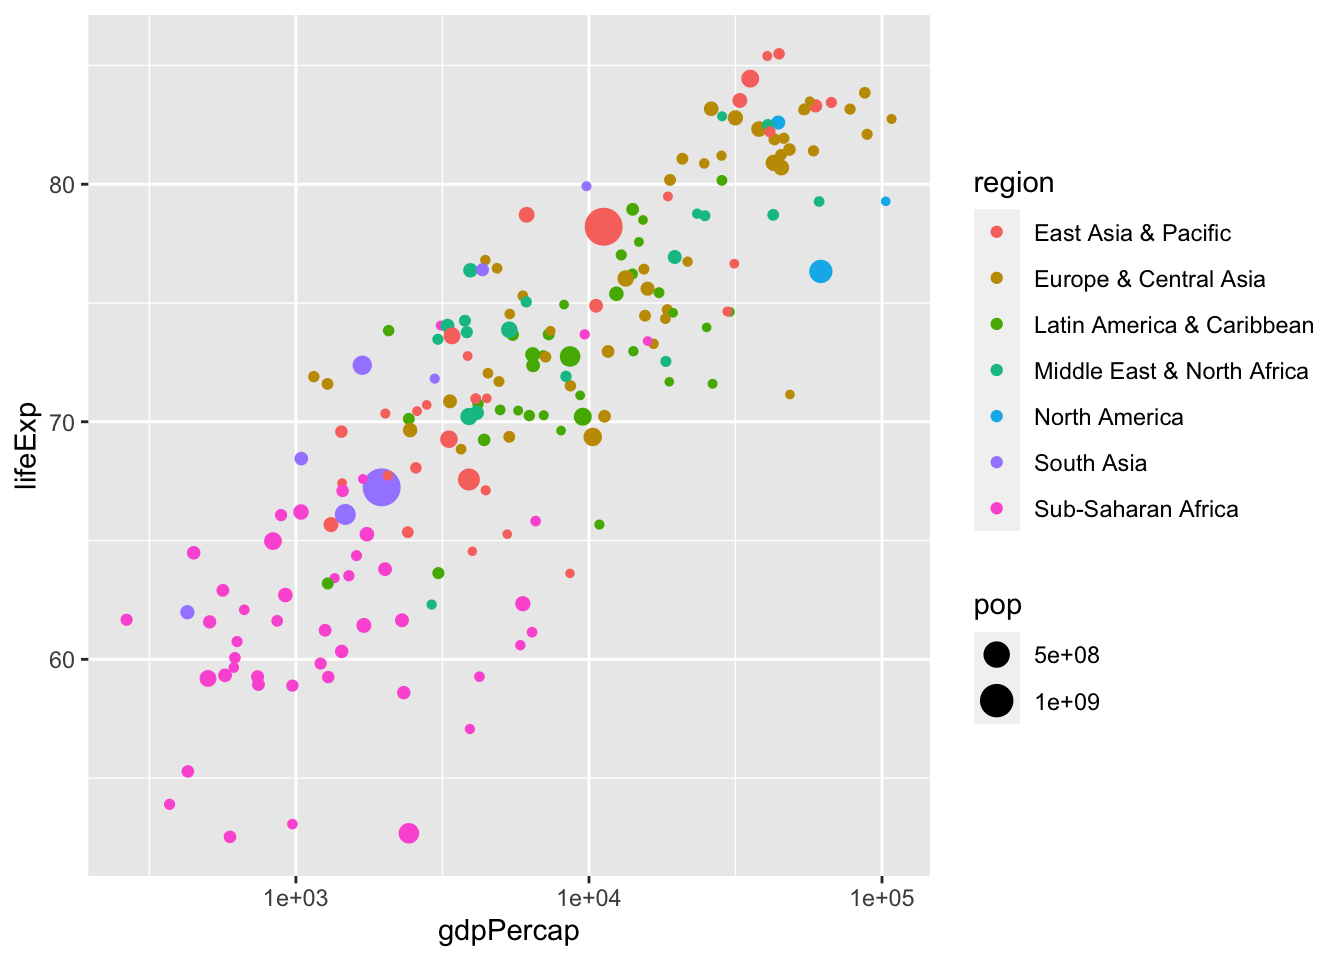 lifeExp
80
70
60
1e+03
1e+04
1e+05
gdpPercap
region
East Asia & Pacific
Europe & Central Asia
Latin America & Caribbean
Middle East & North Africa
North America
South Asia
Sub-Saharan Africa
pop
5e+08
1e+09